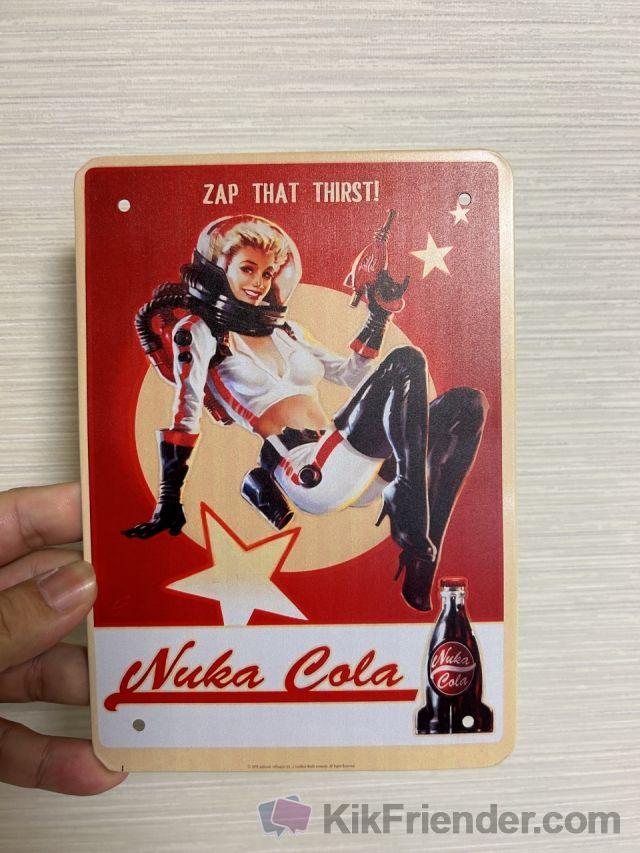 ZAP THAT THIRST!
Nuka Cola
Nuka
Cola
KikFriender.com